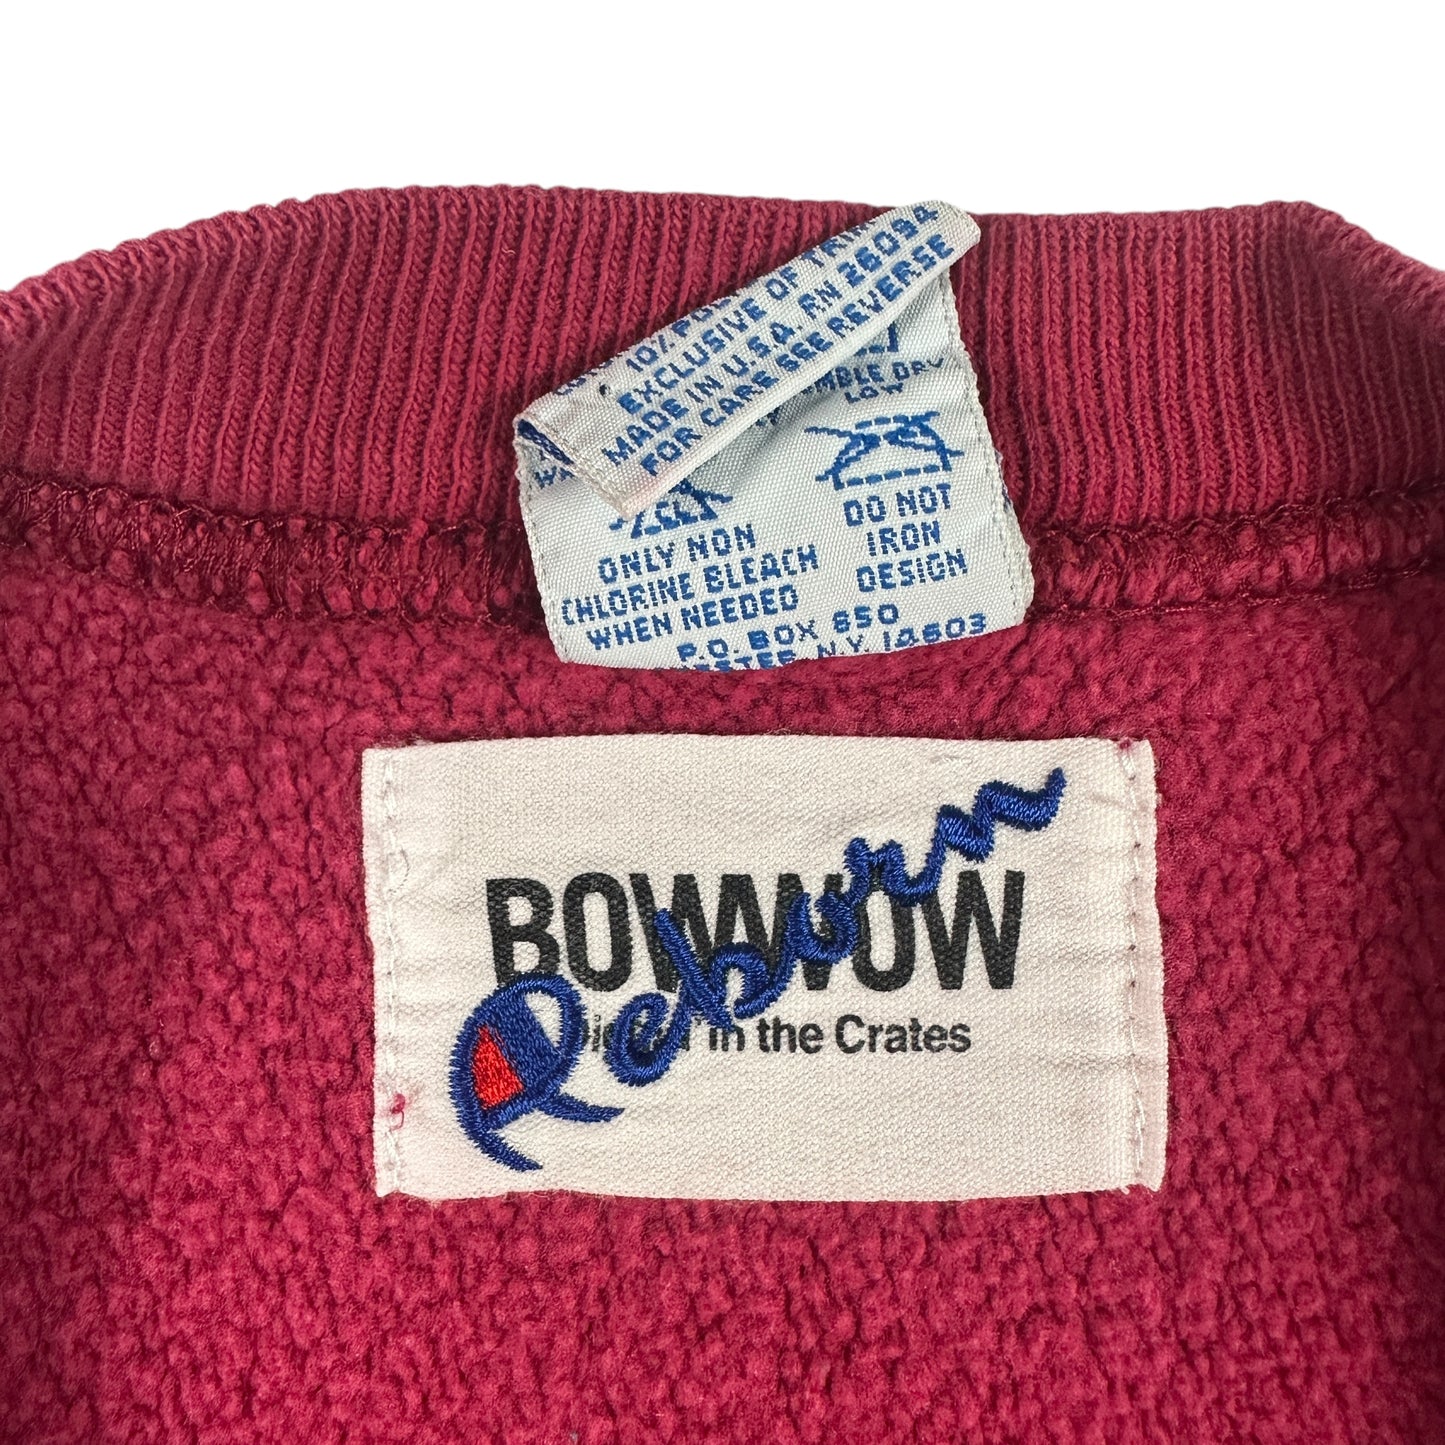 EXCLUSIVE OF TRIM
MADE IN U.S.A. RN 26094
FOR CARE SEE REVERSE
LOW
ONLY NON
CHLORINE BLEACH
WHEN NEEDED
DO NOT
IRON
DESIGN
P.O. BOX 850
N.Y. 14603
BOWWOW
Reburn
in the Crates